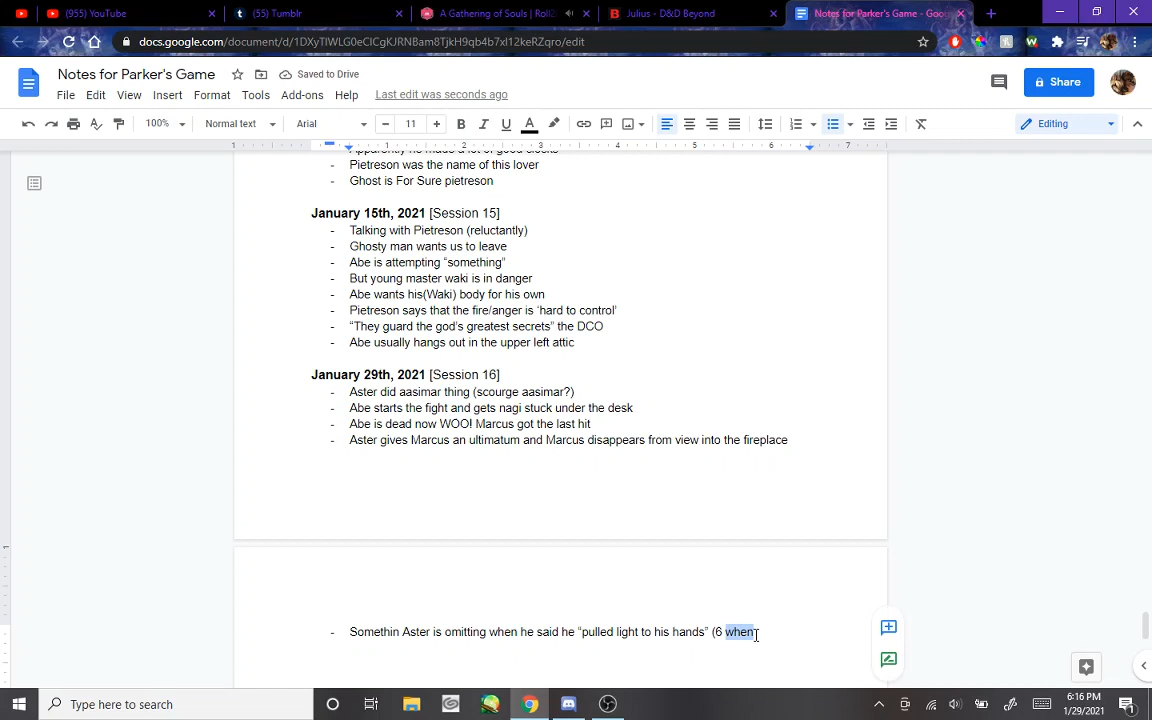 (955) YouTube
(55) Tumblr
A Gathering of Souls | Roll2
Julius - D&D Beyond
Notes for Parker's Game - Goo
docs.google.com/document/d/1DXyTlWLG0eClCgKJRNBam8TjkH9qb4b7xl12keRZqro/edit
Notes for Parker's Game
Saved to Drive
Share
File Edit View Insert Format Tools Add-ons Help Last edit was seconds ago
100% Normal text Arial 11 Editing
1 1 2 3 4 5 6 7
Pietreson was the name of this lover
- Ghost is For Sure pietreson
January 15th, 2021 [Session 15]
- Talking with Pietreson (reluctantly)
- Ghosty man wants us to leave
- Abe is attempting “something”
- But young master waki is in danger
- Abe wants his(Waki) body for his own
- Pietreson says that the fire/anger is ‘hard to control’
- “They guard the god’s greatest secrets” the DCO
- Abe usually hangs out in the upper left attic
January 29th, 2021 [Session 16]
- Aster did aasimar thing (scourge aasimar?)
- Abe starts the fight and gets nagi stuck under the desk
- Abe is dead now WOO! Marcus got the last hit
- Aster gives Marcus an ultimatum and Marcus disappears from view into the fireplace
- Somethin Aster is omitting when he said he “pulled light to his hands” (6 when
Type here to search
6:16 PM
1/29/2021